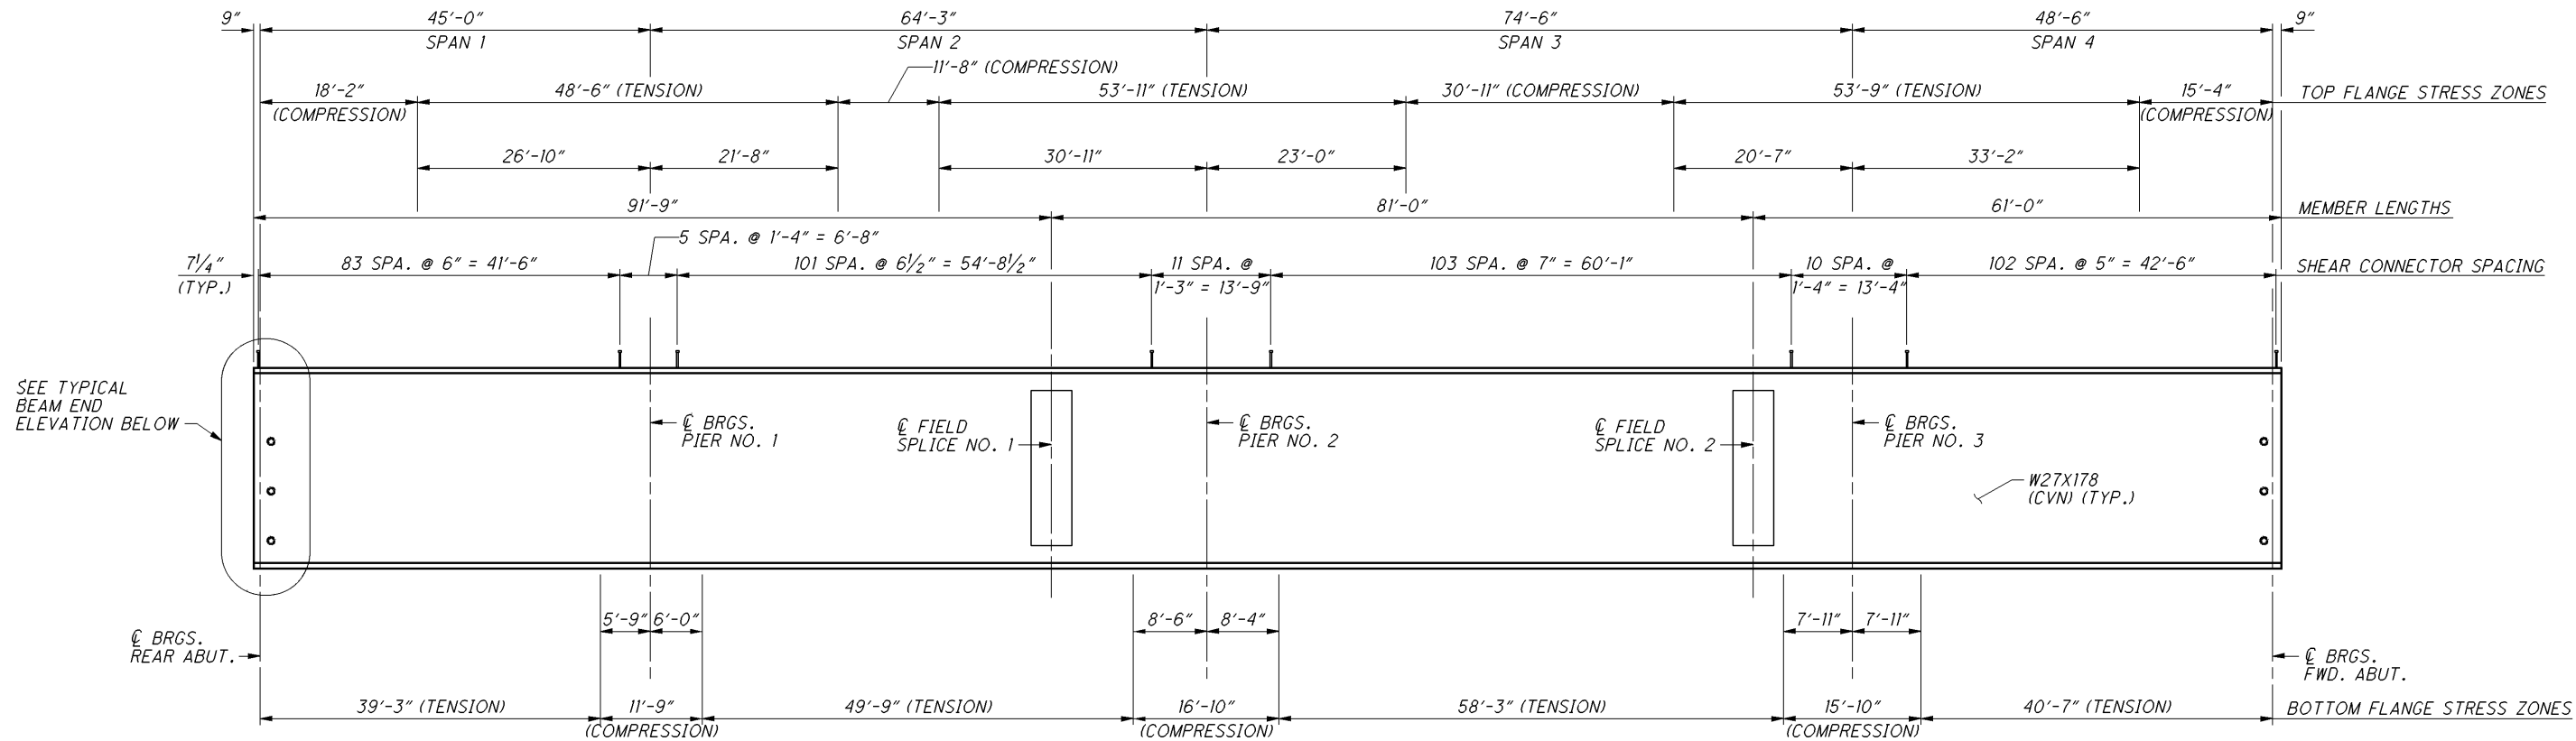 9″ 45′-0″ 64′-3″ 74′-6″ 48′-6″ 9″
SPAN 1 SPAN 2 SPAN 3 SPAN 4
11′-8″ (COMPRESSION)
18′-2″ 48′-6″ (TENSION) 53′-11″ (TENSION) 30′-11″ (COMPRESSION) 53′-9″ (TENSION) 15′-4″ TOP FLANGE STRESS ZONES
(COMPRESSION) (COMPRESSION)
26′-10″ 21′-8″ 30′-11″ 23′-0″ 20′-7″ 33′-2″
91′-9″ 81′-0″ 61′-0″ MEMBER LENGTHS
5 SPA. @ 1′-4″ = 6′-8″
7 1/4″ 83 SPA. @ 6″ = 41′-6″ 101 SPA. @ 6 1/2″ = 54′-8 1/2″ 11 SPA. @ 103 SPA. @ 7″ = 60′-1″ 10 SPA. @ 102 SPA. @ 5″ = 42′-6″ SHEAR CONNECTOR SPACING
(TYP.) 1′-3″ = 13′-9″ 1′-4″ = 13′-4″
SEE TYPICAL
BEAM END
ELEVATION BELOW
℄ BRGS.
PIER NO. 1
℄ FIELD
SPLICE NO. 1
℄ BRGS.
PIER NO. 2
℄ FIELD
SPLICE NO. 2
℄ BRGS.
PIER NO. 3
W27X178
(CVN) (TYP.)
5′-9″ 6′-0″ 8′-6″ 8′-4″ 7′-11″ 7′-11″
℄ BRGS.
REAR ABUT.
℄ BRGS.
FWD. ABUT.
39′-3″ (TENSION) 11′-9″ 49′-9″ (TENSION) 16′-10″ 58′-3″ (TENSION) 15′-10″ 40′-7″ (TENSION) BOTTOM FLANGE STRESS ZONES
(COMPRESSION) (COMPRESSION) (COMPRESSION)